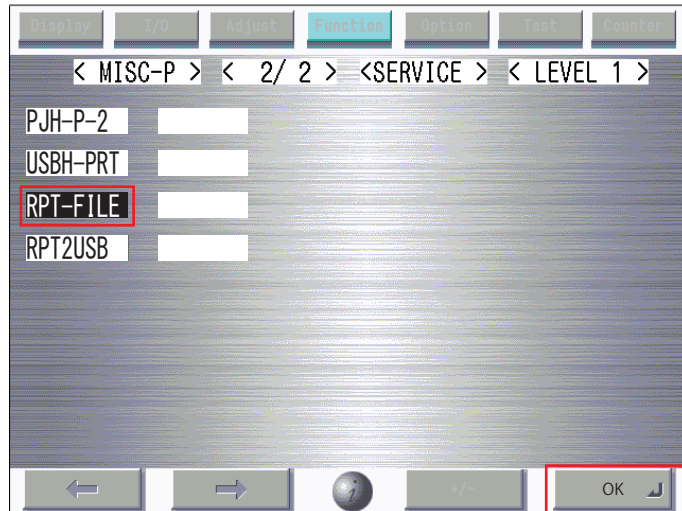 Display I/O Adjust Function Option Test Counter
< MISC-P > < 2/ 2 > <SERVICE > < LEVEL 1 >
PJH-P-2
USBH-PRT
RPT-FILE
RPT2USB
+/- OK